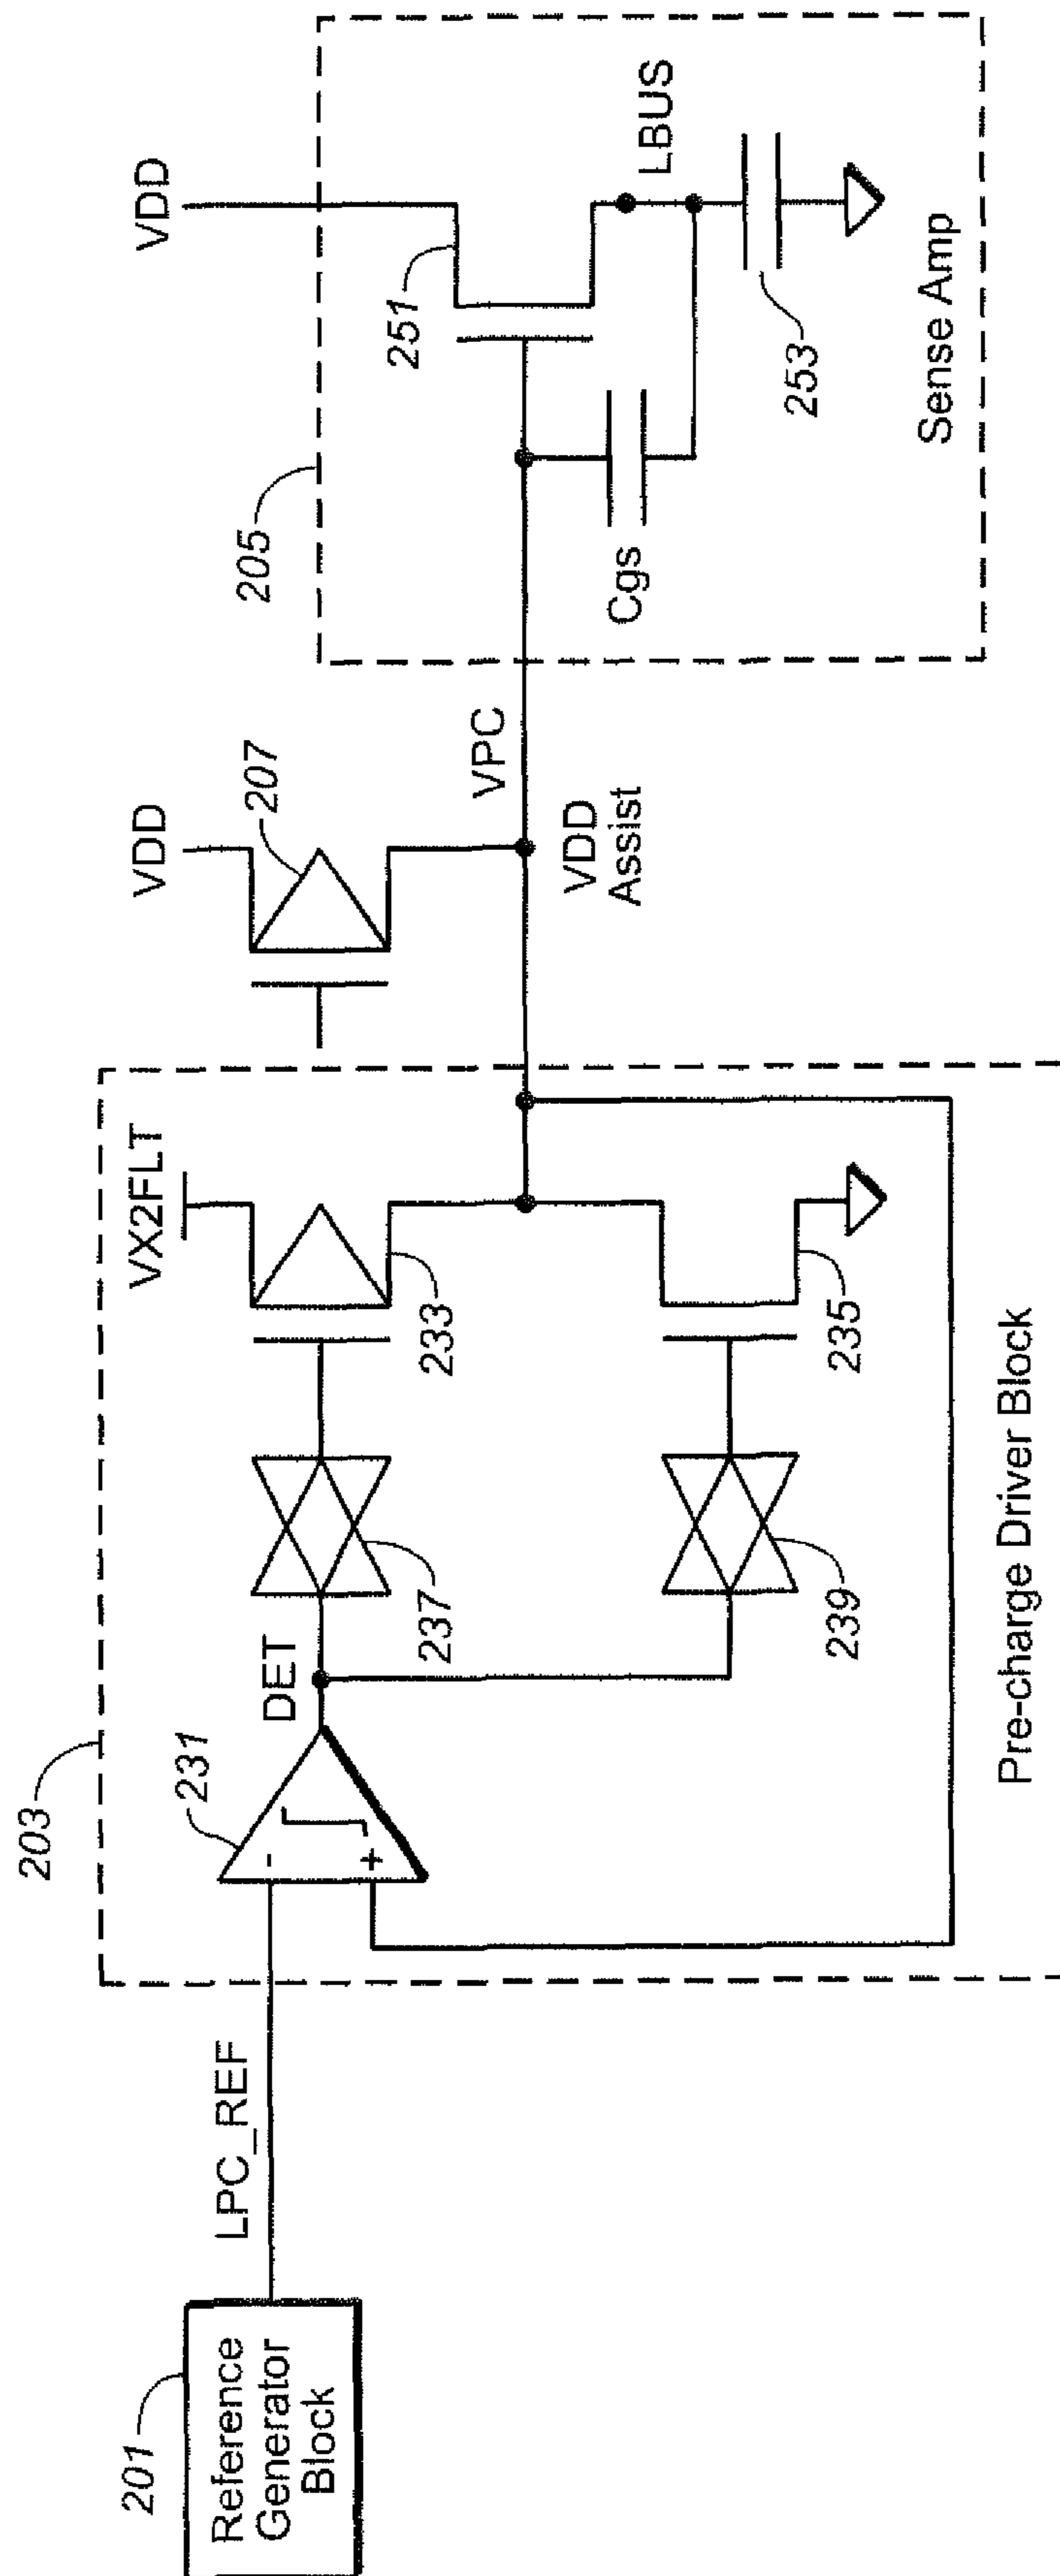 201
Reference
Generator
Block
LPC_REF
203
231
-
+
DET
237
239
VX2FLT
233
235
Pre-charge Driver Block
VDD
207
VPC
VDD
Assist
205
VDD
251
Cgs
LBUS
253
Sense Amp